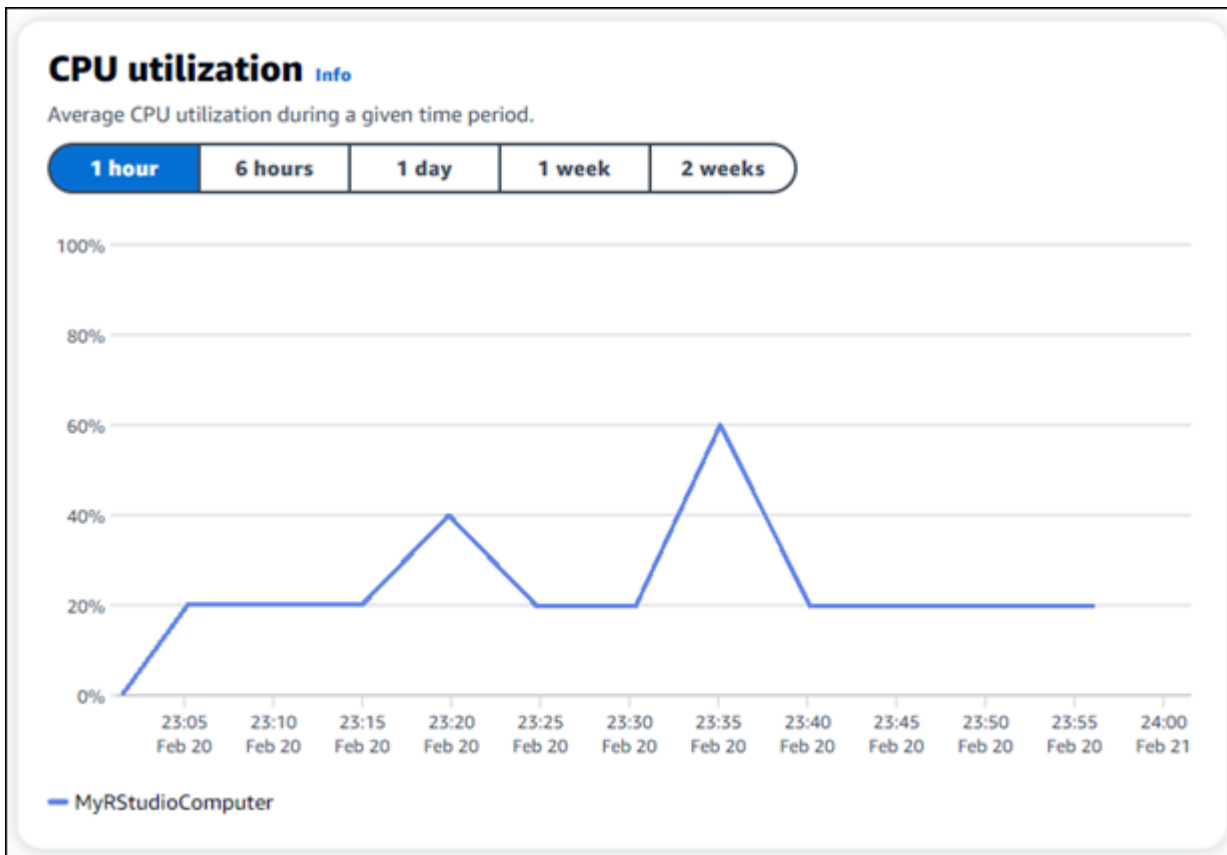 CPU utilization Info
Average CPU utilization during a given time period.
1 hour 6 hours 1 day 1 week 2 weeks
100%
80%
60%
40%
20%
0%
23:05 23:10 23:15 23:20 23:25 23:30 23:35 23:40 23:45 23:50 23:55 24:00
Feb 20 Feb 20 Feb 20 Feb 20 Feb 20 Feb 20 Feb 20 Feb 20 Feb 20 Feb 20 Feb 20 Feb 21
MyRStudioComputer